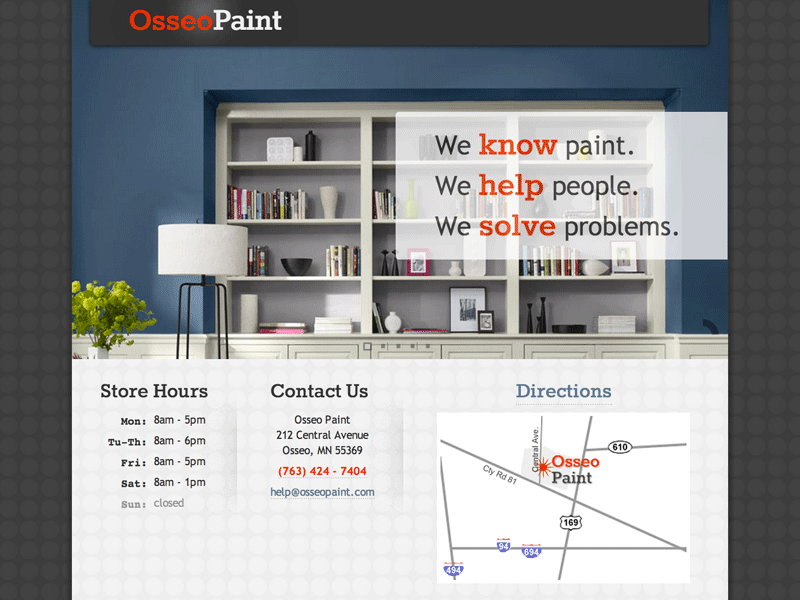 OsseoPaint
We know paint.
We help people.
We solve problems.
Store Hours
Mon: 8am - 5pm
Tu-Th: 8am - 6pm
Fri: 8am - 5pm
Sat: 8am - 1pm
Sun: closed
Contact Us
Osseo Paint
212 Central Avenue
Osseo, MN 55369
(763) 424 - 7404
help@osseopaint.com
Directions
Central Ave.
610
Cty Rd 81
Osseo
Paint
169
94
694
494